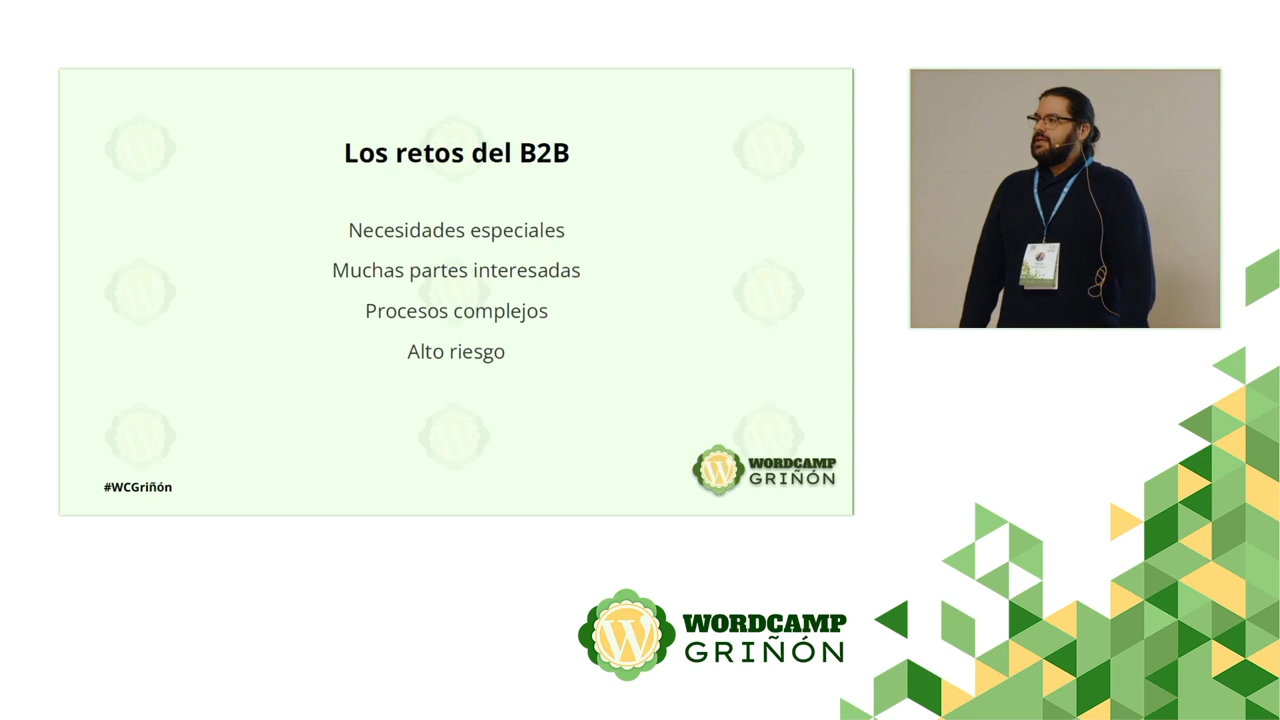 Los retos del B2B
Necesidades especiales
Muchas partes interesadas
Procesos complejos
Alto riesgo
#WCGriñón
WORDCAMP
GRIÑÓN
WORDCAMP
GRIÑÓN